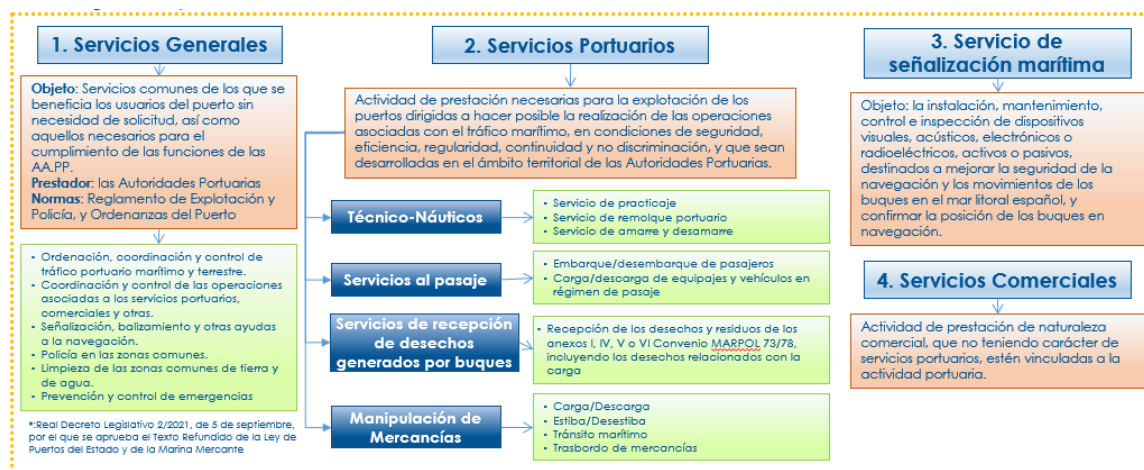 1. Servicios Generales
Objeto: Servicios comunes de los que se
beneficia los usuarios del puerto sin
necesidad de solicitud, así como
aquellos necesarios para el
cumplimiento de las funciones de las
AA.PP.
Prestador: las Autoridades Portuarias
Normas: Reglamento de Explotación y
Policía, y Ordenanzas del Puerto
• Ordenación, coordinación y control de
tráfico portuario marítimo y terrestre.
• Coordinación y control de las operaciones
asociadas a los servicios portuarios,
comerciales y otras.
• Señalización, balizamiento y otras ayudas
a la navegación.
• Policía en las zonas comunes.
• Limpieza de las zonas comunes de tierra y
de agua.
• Prevención y control de emergencias
*:Real Decreto Legislativo 2/2021, de 5 de septiembre,
por el que se aprueba el Texto Refundido de la Ley de
Puertos del Estado y de la Marina Mercante
2. Servicios Portuarios
Actividad de prestación necesarias para la explotación de los
puertos dirigidas a hacer posible la realización de las operaciones
asociadas con el tráfico marítimo, en condiciones de seguridad,
eficiencia, regularidad, continuidad y no discriminación, y que sean
desarrolladas en el ámbito territorial de las Autoridades Portuarias.
Técnico-Náuticos
• Servicio de practicaje
• Servicio de remolque portuario
• Servicio de amarre y desamarre
Servicios al pasaje
• Embarque/desembarque de pasajeros
• Carga/descarga de equipajes y vehículos en
régimen de pasaje
Servicios de recepción
de desechos
generados por buques
• Recepción de los desechos y residuos de los
anexos I, IV, V o VI Convenio MARPOL 73/78,
incluyendo los desechos relacionados con la
carga
Manipulación de
Mercancías
• Carga/Descarga
• Estiba/Desestiba
• Tránsito marítimo
• Trasbordo de mercancías
3. Servicio de
señalización marítima
Objeto: la instalación, mantenimiento,
control e inspección de dispositivos
visuales, acústicos, electrónicos o
radioeléctricos, activos o pasivos,
destinados a mejorar la seguridad de la
navegación y los movimientos de los
buques en el mar litoral español, y
confirmar la posición de los buques en
navegación.
4. Servicios Comerciales
Actividad de prestación de naturaleza
comercial, que no teniendo carácter de
servicios portuarios, estén vinculadas a la
actividad portuaria.